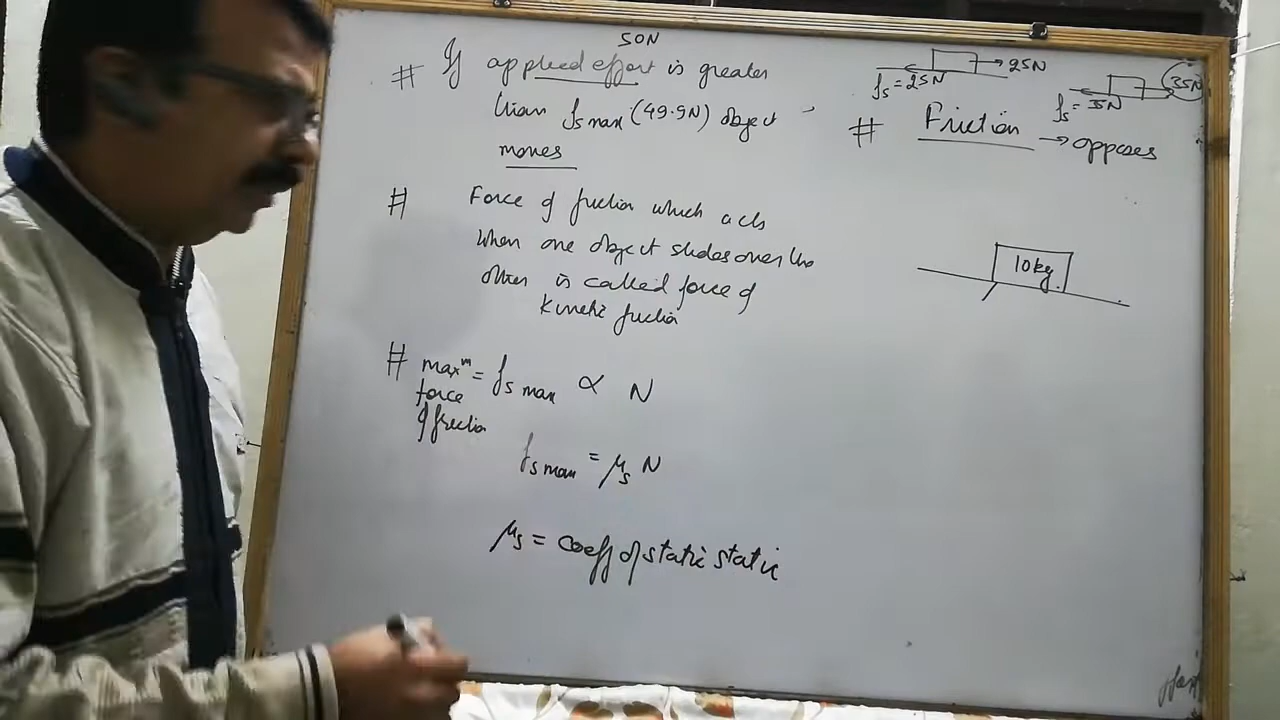 50N
# If applied effort is greater
than fs max (49.9N) object
moves
# Force of friction which acts
when one object slides over the
other is called force of
Kinetic friction
# maxm = fs max ∝ N
force
of friction
fs max = μs N
μs = coeff of static static
25N
fs = 25N
35N
fs = 35N
# Friction → opposes
10kg